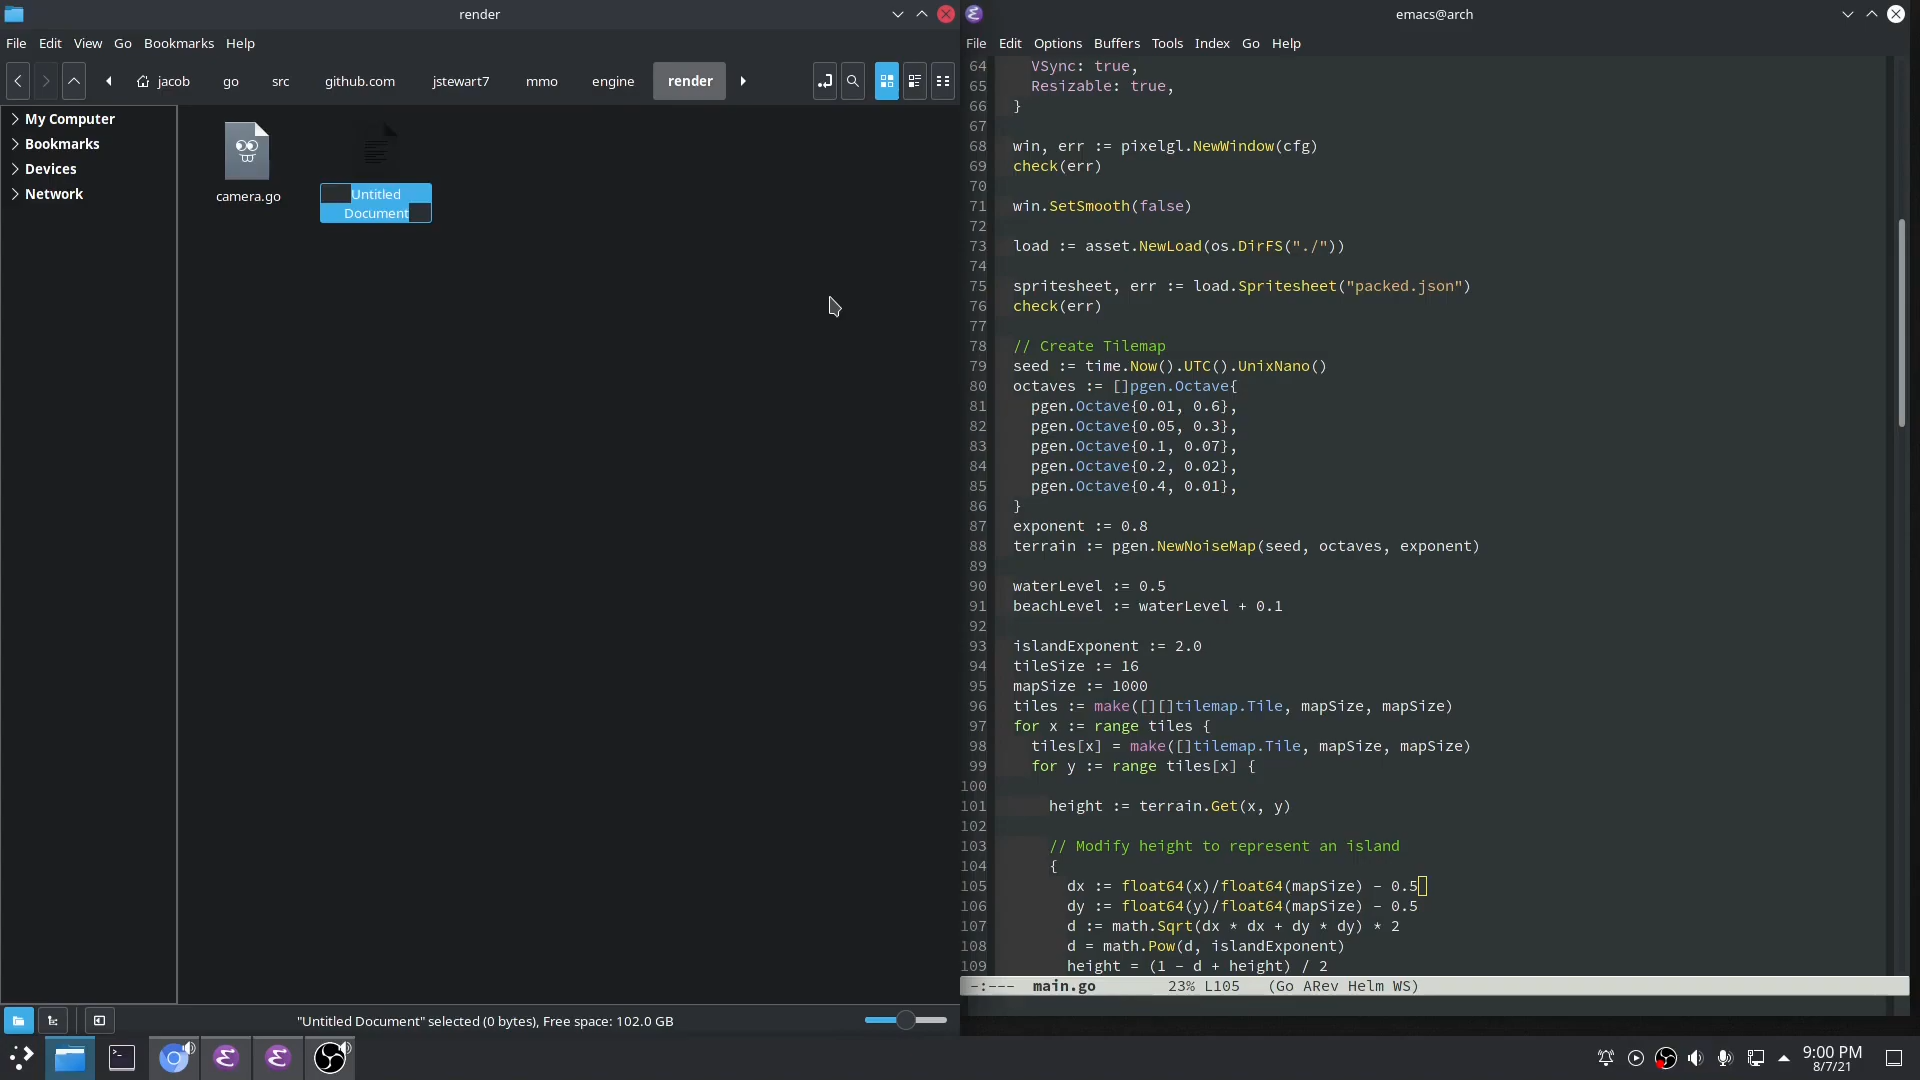 render
File Edit View Go Bookmarks Help
jacob go src github.com jstewart7 mmo engine render
My Computer
Bookmarks
Devices
Network
camera.go
Untitled
Document
"Untitled Document" selected (0 bytes), Free space: 102.0 GB
emacs@arch
File Edit Options Buffers Tools Index Go Help
64 VSync: true,
65 Resizable: true,
66 }
67
68 win, err := pixelgl.NewWindow(cfg)
69 check(err)
70
71 win.SetSmooth(false)
72
73 load := asset.NewLoad(os.DirFS("./"))
74
75 spritesheet, err := load.Spritesheet("packed.json")
76 check(err)
77
78 // Create Tilemap
79 seed := time.Now().UTC().UnixNano()
80 octaves := []pgen.Octave{
81 pgen.Octave{0.01, 0.6},
82 pgen.Octave{0.05, 0.3},
83 pgen.Octave{0.1, 0.07},
84 pgen.Octave{0.2, 0.02},
85 pgen.Octave{0.4, 0.01},
86 }
87 exponent := 0.8
88 terrain := pgen.NewNoiseMap(seed, octaves, exponent)
89
90 waterLevel := 0.5
91 beachLevel := waterLevel + 0.1
92
93 islandExponent := 2.0
94 tileSize := 16
95 mapSize := 1000
96 tiles := make([][]tilemap.Tile, mapSize, mapSize)
97 for x := range tiles {
98 tiles[x] = make([]tilemap.Tile, mapSize, mapSize)
99 for y := range tiles[x] {
100
101 height := terrain.Get(x, y)
102
103 // Modify height to represent an island
104 {
105 dx := float64(x)/float64(mapSize) - 0.5
106 dy := float64(y)/float64(mapSize) - 0.5
107 d := math.Sqrt(dx * dx + dy * dy) * 2
108 d = math.Pow(d, islandExponent)
109 height = (1 - d + height) / 2
-:--- main.go 23% L105 (Go ARev Helm WS)
9:00 PM
8/7/21